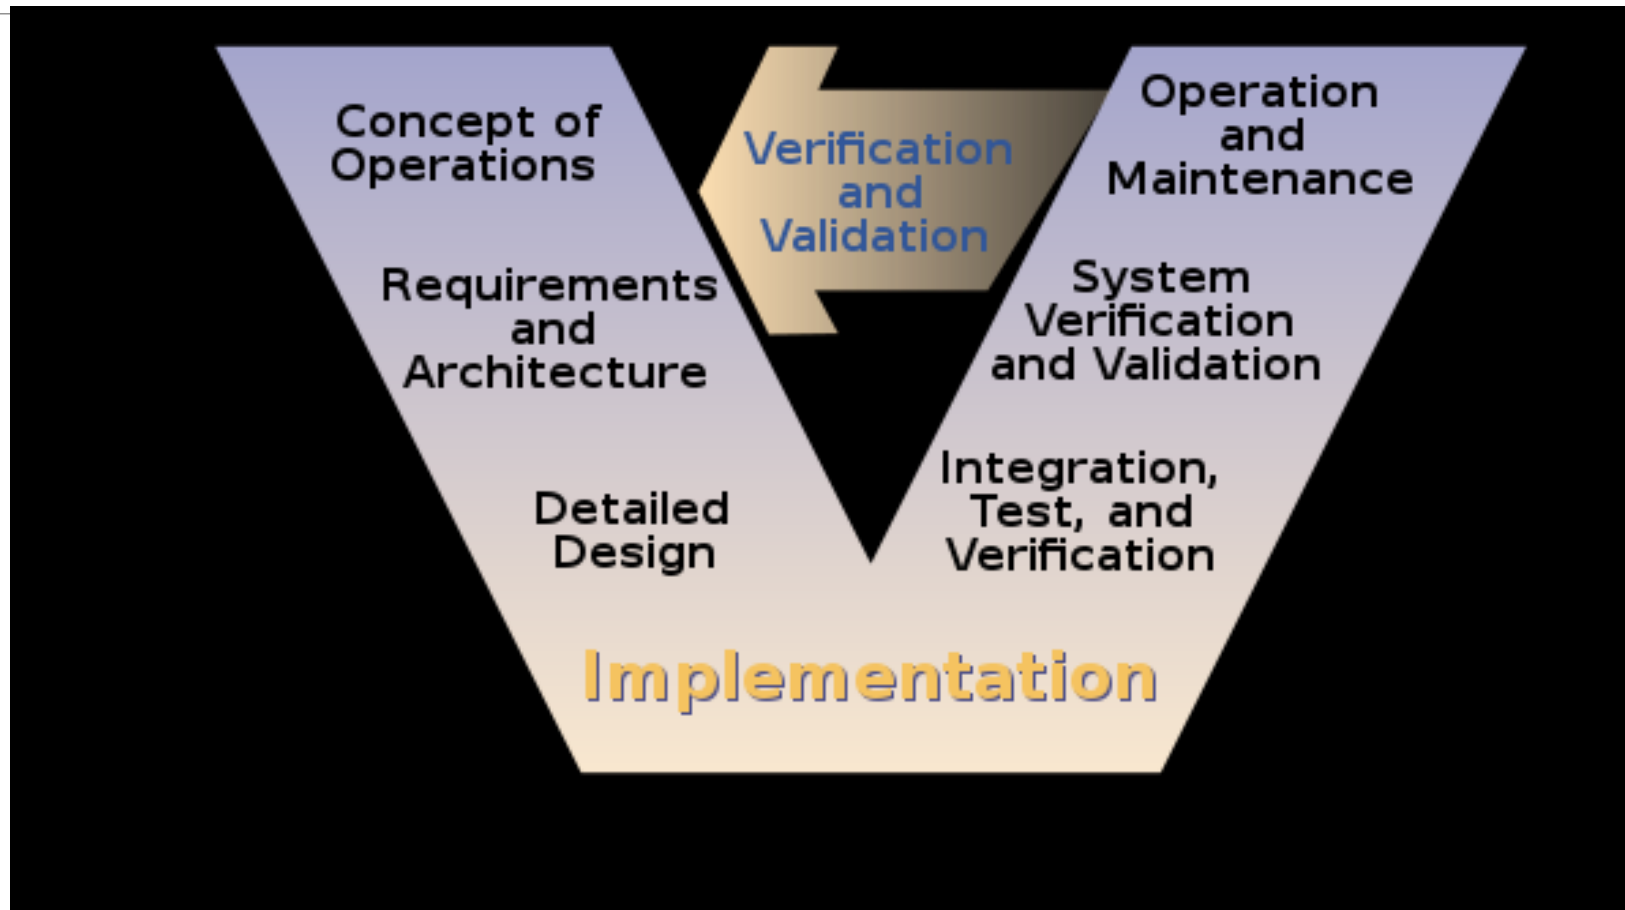 Concept of
Operations
Requirements
and
Architecture
Detailed
Design
Implementation
Verification
and
Validation
Operation
and
Maintenance
System
Verification
and Validation
Integration,
Test, and
Verification